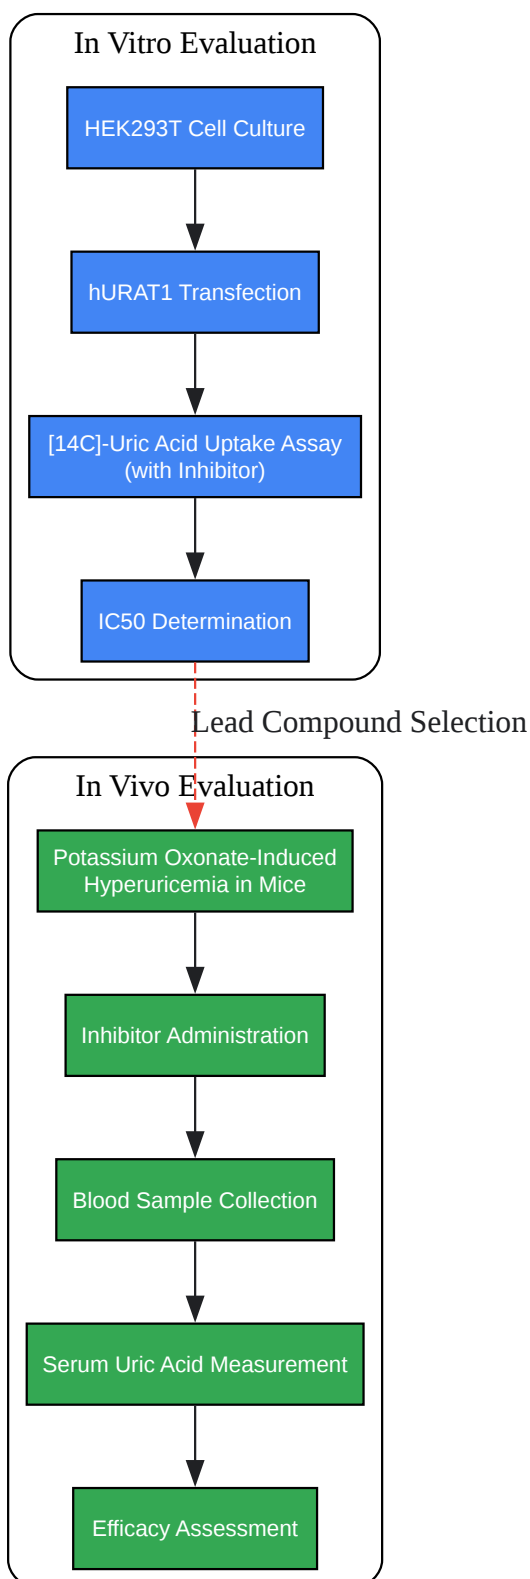 In Vitro Evaluation
HEK293T Cell Culture
hURAT1 Transfection
[14C]-Uric Acid Uptake Assay
(with Inhibitor)
IC50 Determination
Lead Compound Selection
In Vivo Evaluation
Potassium Oxonate-Induced
Hyperuricemia in Mice
Inhibitor Administration
Blood Sample Collection
Serum Uric Acid Measurement
Efficacy Assessment